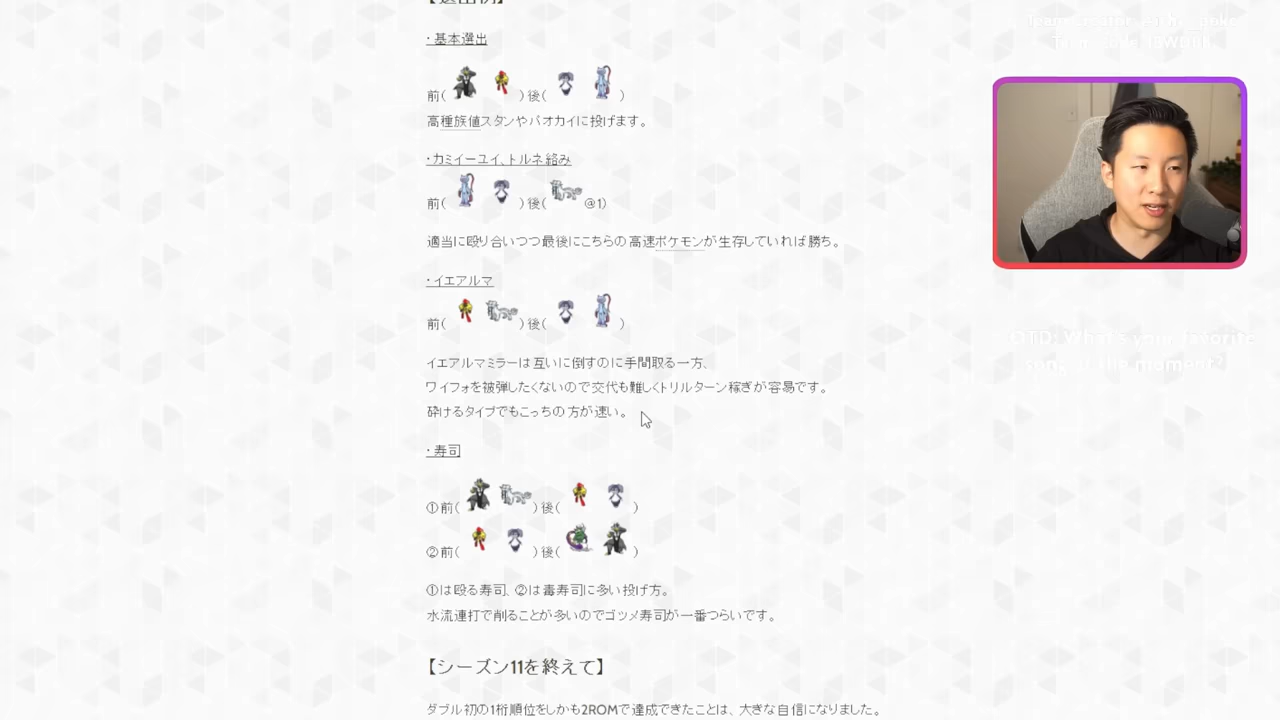 ・基本選出
前( )後( )
高種族値スタンやバオカイに投げます。
・カミイーユイ、トルネ絡み
前( )後( @1)
適当に殴り合いつつ最後にこちらの高速ポケモンが生存していれば勝ち。
・イエアルマ
前( )後( )
イエアルマミラーは互いに倒すのに手間取る一方、
ワイフォを被弾したくないので交代も難しくトリルターン稼ぎが容易です。
砕けるタイプでもこっちの方が速い。
・寿司
①前( )後( )
②前( )後( )
①は殴る寿司、②は毒寿司に多い投げ方。
水流連打で削ることが多いのでゴツメ寿司が一番つらいです。
【シーズン11を終えて】
ダブル初の1桁順位をしかも2ROMで達成できたことは、大きな自信になりました。
QTD: What's your favorite
song at the moment?